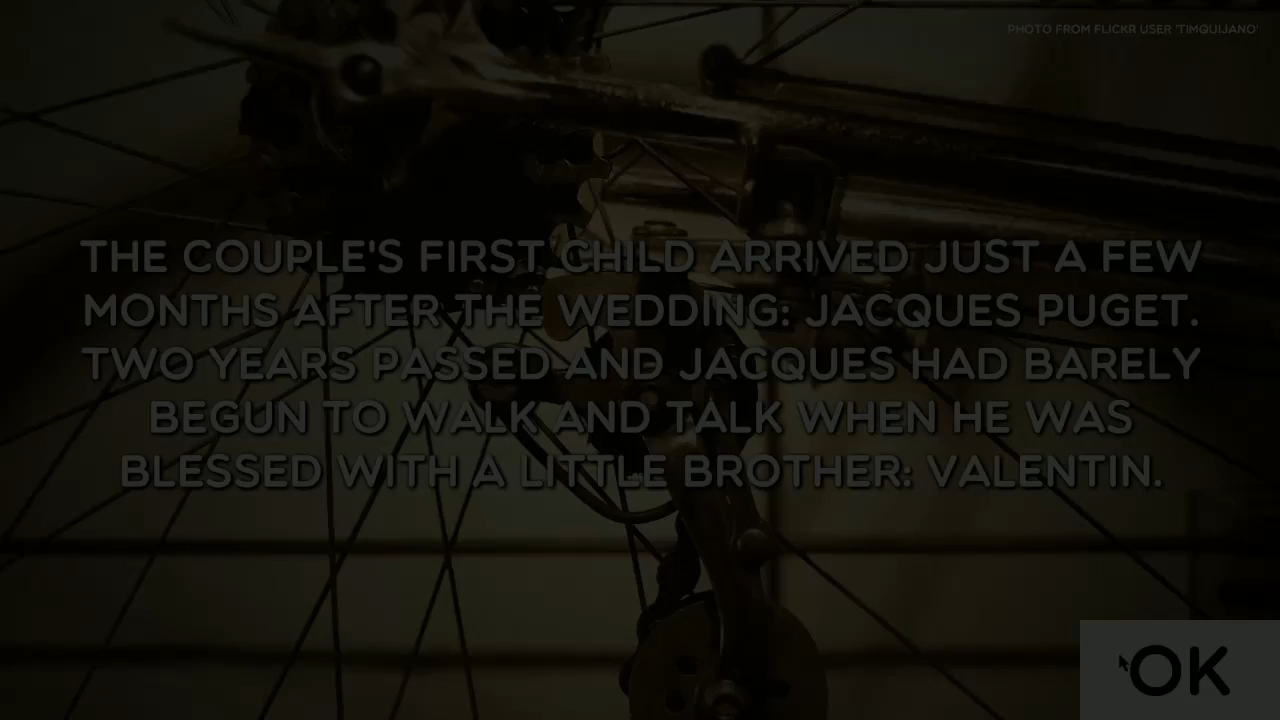 PHOTO FROM FLICKR USER 'TIMQUIJANO'
THE COUPLE'S FIRST CHILD ARRIVED JUST A FEW
MONTHS AFTER THE WEDDING: JACQUES PUGET.
TWO YEARS PASSED AND JACQUES HAD BARELY
BEGUN TO WALK AND TALK WHEN HE WAS
BLESSED WITH A LITTLE BROTHER: VALENTIN.
OK